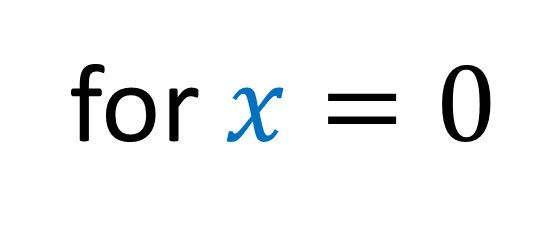 for x = 0